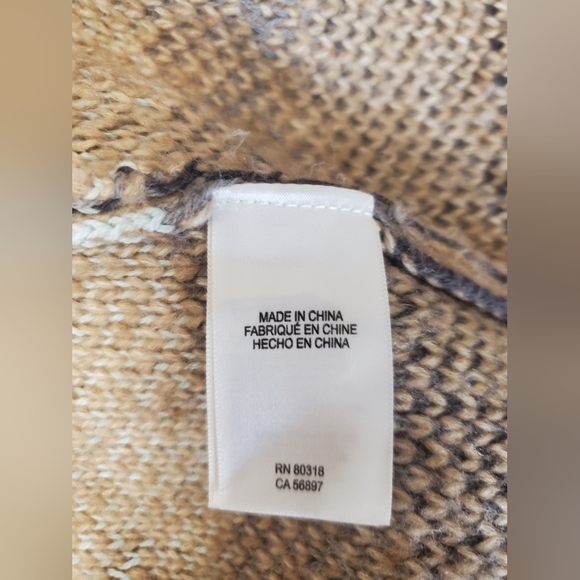 MADE IN CHINA
FABRIQUÉ EN CHINE
HECHO EN CHINA
RN 80318
CA 56897